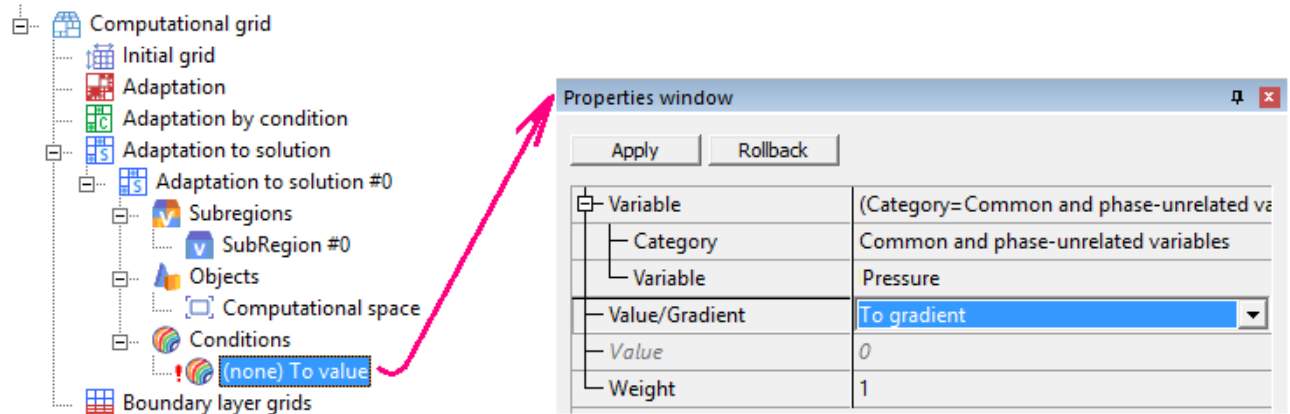 Computational grid
Initial grid
Adaptation
Adaptation by condition
Adaptation to solution
Adaptation to solution #0
Subregions
SubRegion #0
Objects
Computational space
Conditions
(none) To value
Boundary layer grids
Properties window
Apply Rollback
Variable (Category=Common and phase-unrelated va
Category Common and phase-unrelated variables
Variable Pressure
Value/Gradient To gradient
Value 0
Weight 1